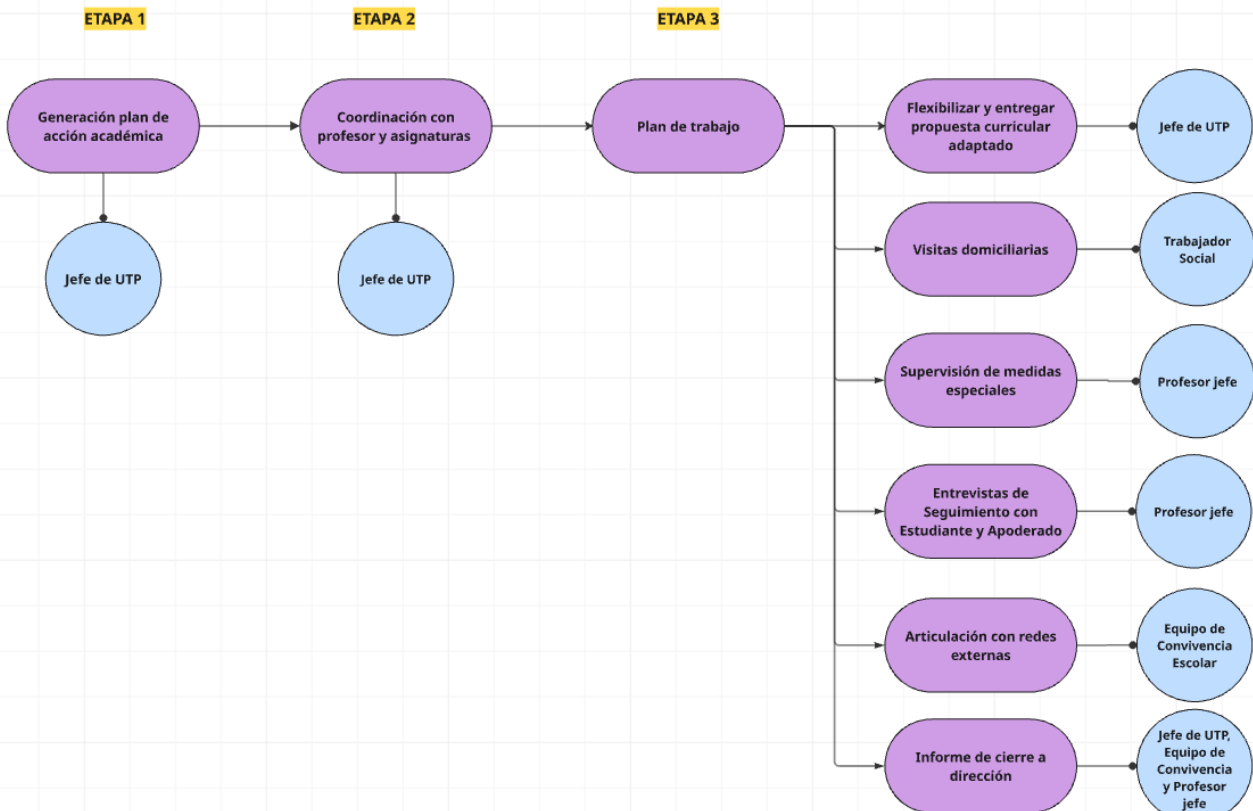 ETAPA 1
ETAPA 2
ETAPA 3
Generación plan de
acción académica
Coordinación con
profesor y asignaturas
Plan de trabajo
Flexibilizar y entregar
propuesta curricular
adaptado
Jefe de UTP
Jefe de UTP
Jefe de UTP
Visitas domiciliarias
Trabajador
Social
Supervisión de medidas
especiales
Profesor jefe
Entrevistas de
Seguimiento con
Estudiante y Apoderado
Profesor jefe
Articulación con redes
externas
Equipo de
Convivencia
Escolar
Informe de cierre a
dirección
Jefe de UTP,
Equipo de
Convivencia
y Profesor
jefe